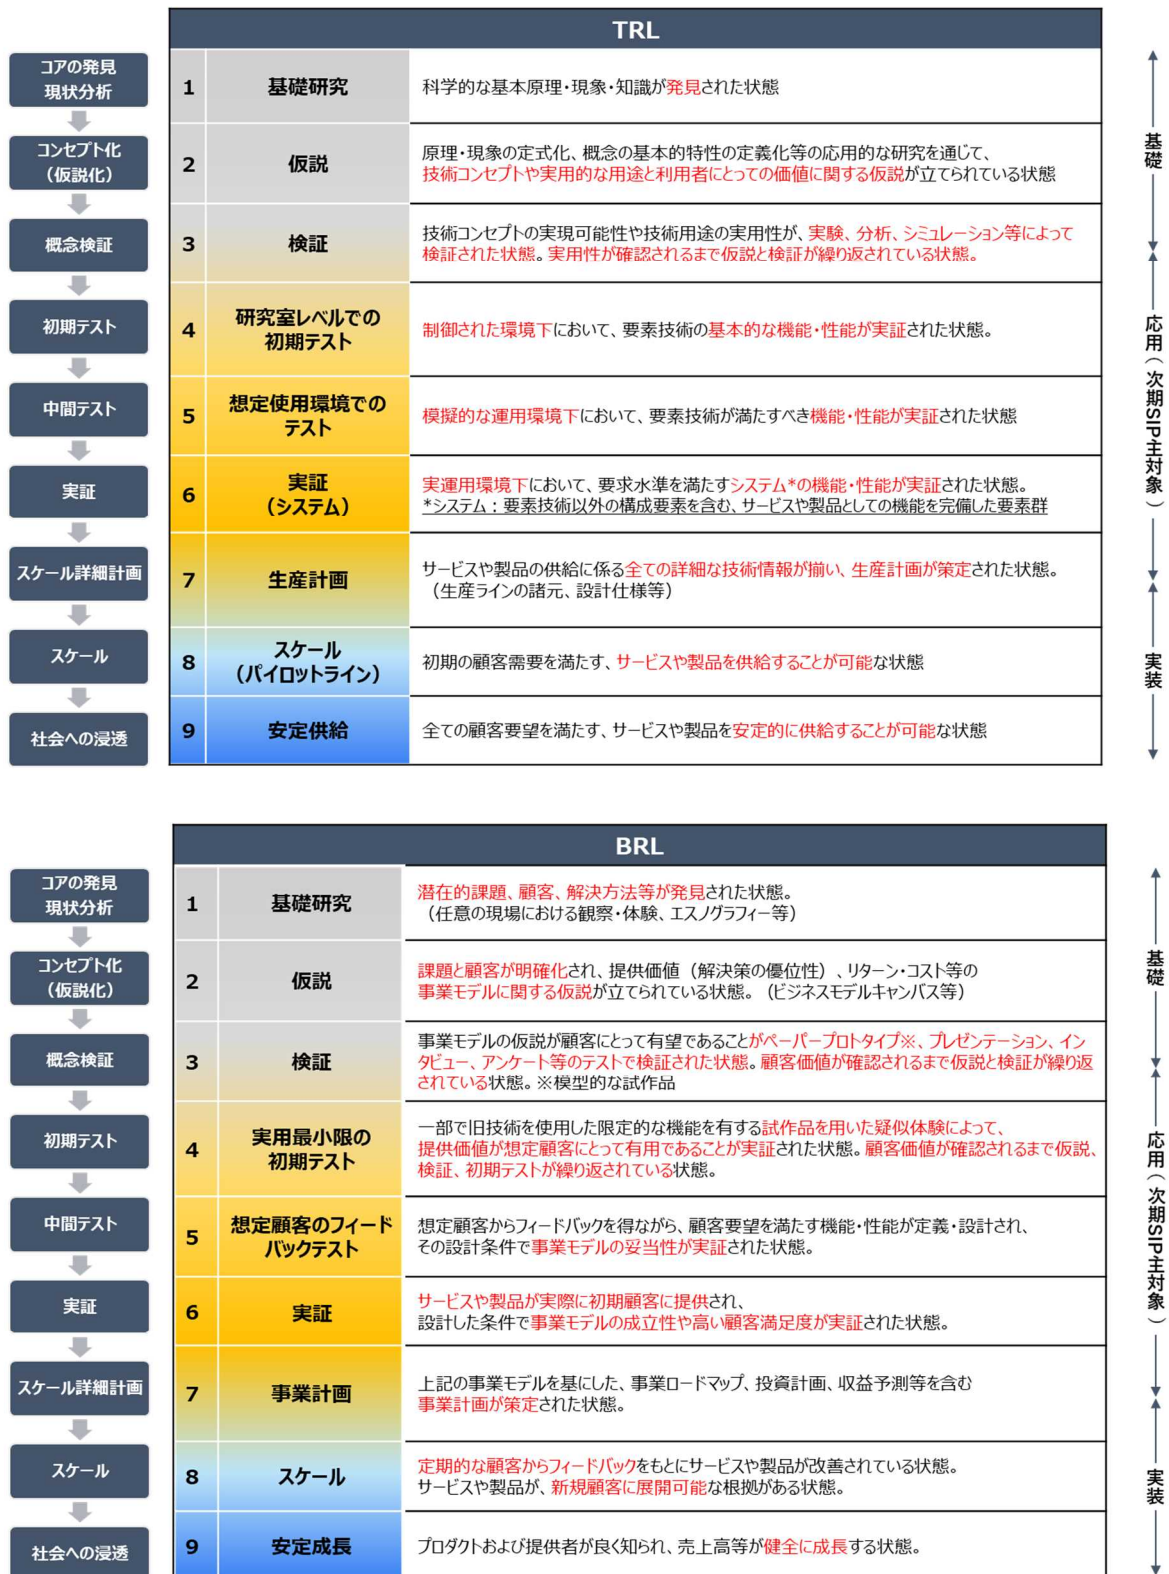 TRL
コアの発見
現状分析
1
基礎研究
科学的な基本原理・現象・知識が発見された状態
コンセプト化
（仮説化）
2
仮説
原理・現象の定式化、概念の基本的特性の定義化等の応用的な研究を通じて、
技術コンセプトや実用的な用途と利用者にとっての価値に関する仮説が立てられている状態
概念検証
3
検証
技術コンセプトの実現可能性や技術用途の実用性が、実験、分析、シミュレーション等によって
検証された状態。実用性が確認されるまで仮説と検証が繰り返されている状態。
初期テスト
4
研究室レベルでの
初期テスト
制御された環境下において、要素技術の基本的な機能・性能が実証された状態。
中間テスト
5
想定使用環境での
テスト
模擬的な運用環境下において、要素技術が満たすべき機能・性能が実証された状態
実証
6
実証
（システム）
実運用環境下において、要求水準を満たすシステム*の機能・性能が実証された状態。
*システム：要素技術以外の構成要素を含む、サービスや製品としての機能を完備した要素群
スケール詳細計画
7
生産計画
サービスや製品の供給に係る全ての詳細な技術情報が揃い、生産計画が策定された状態。
（生産ラインの諸元、設計仕様等）
スケール
8
スケール
（パイロットライン）
初期の顧客需要を満たす、サービスや製品を供給することが可能な状態
社会への浸透
9
安定供給
全ての顧客要望を満たす、サービスや製品を安定的に供給することが可能な状態
基礎
応用（次期SIP主対象）
実装
BRL
コアの発見
現状分析
1
基礎研究
潜在的課題、顧客、解決方法等が発見された状態。
（任意の現場における観察・体験、エスノグラフィー等）
コンセプト化
（仮説化）
2
仮説
課題と顧客が明確化され、提供価値（解決策の優位性）、リターン・コスト等の
事業モデルに関する仮説が立てられている状態。（ビジネスモデルキャンバス等）
概念検証
3
検証
事業モデルの仮説が顧客にとって有望であることがペーパープロトタイプ※、プレゼンテーション、イン
タビュー、アンケート等のテストで検証された状態。顧客価値が確認されるまで仮説と検証が繰り返
されている状態。※模型的な試作品
初期テスト
4
実用最小限の
初期テスト
一部で旧技術を使用した限定的な機能を有する試作品を用いた疑似体験によって、
提供価値が想定顧客にとって有用であることが実証された状態。顧客価値が確認されるまで仮説、
検証、初期テストが繰り返されている状態。
中間テスト
5
想定顧客のフィード
バックテスト
想定顧客からフィードバックを得ながら、顧客要望を満たす機能・性能が定義・設計され、
その設計条件で事業モデルの妥当性が実証された状態。
実証
6
実証
サービスや製品が実際に初期顧客に提供され、
設計した条件で事業モデルの成立性や高い顧客満足度が実証された状態。
スケール詳細計画
7
事業計画
上記の事業モデルを基にした、事業ロードマップ、投資計画、収益予測等を含む
事業計画が策定された状態。
スケール
8
スケール
定期的な顧客からフィードバックをもとにサービスや製品が改善されている状態。
サービスや製品が、新規顧客に展開可能な根拠がある状態。
社会への浸透
9
安定成長
プロダクトおよび提供者が良く知られ、売上高等が健全に成長する状態。
基礎
応用（次期SIP主対象）
実装